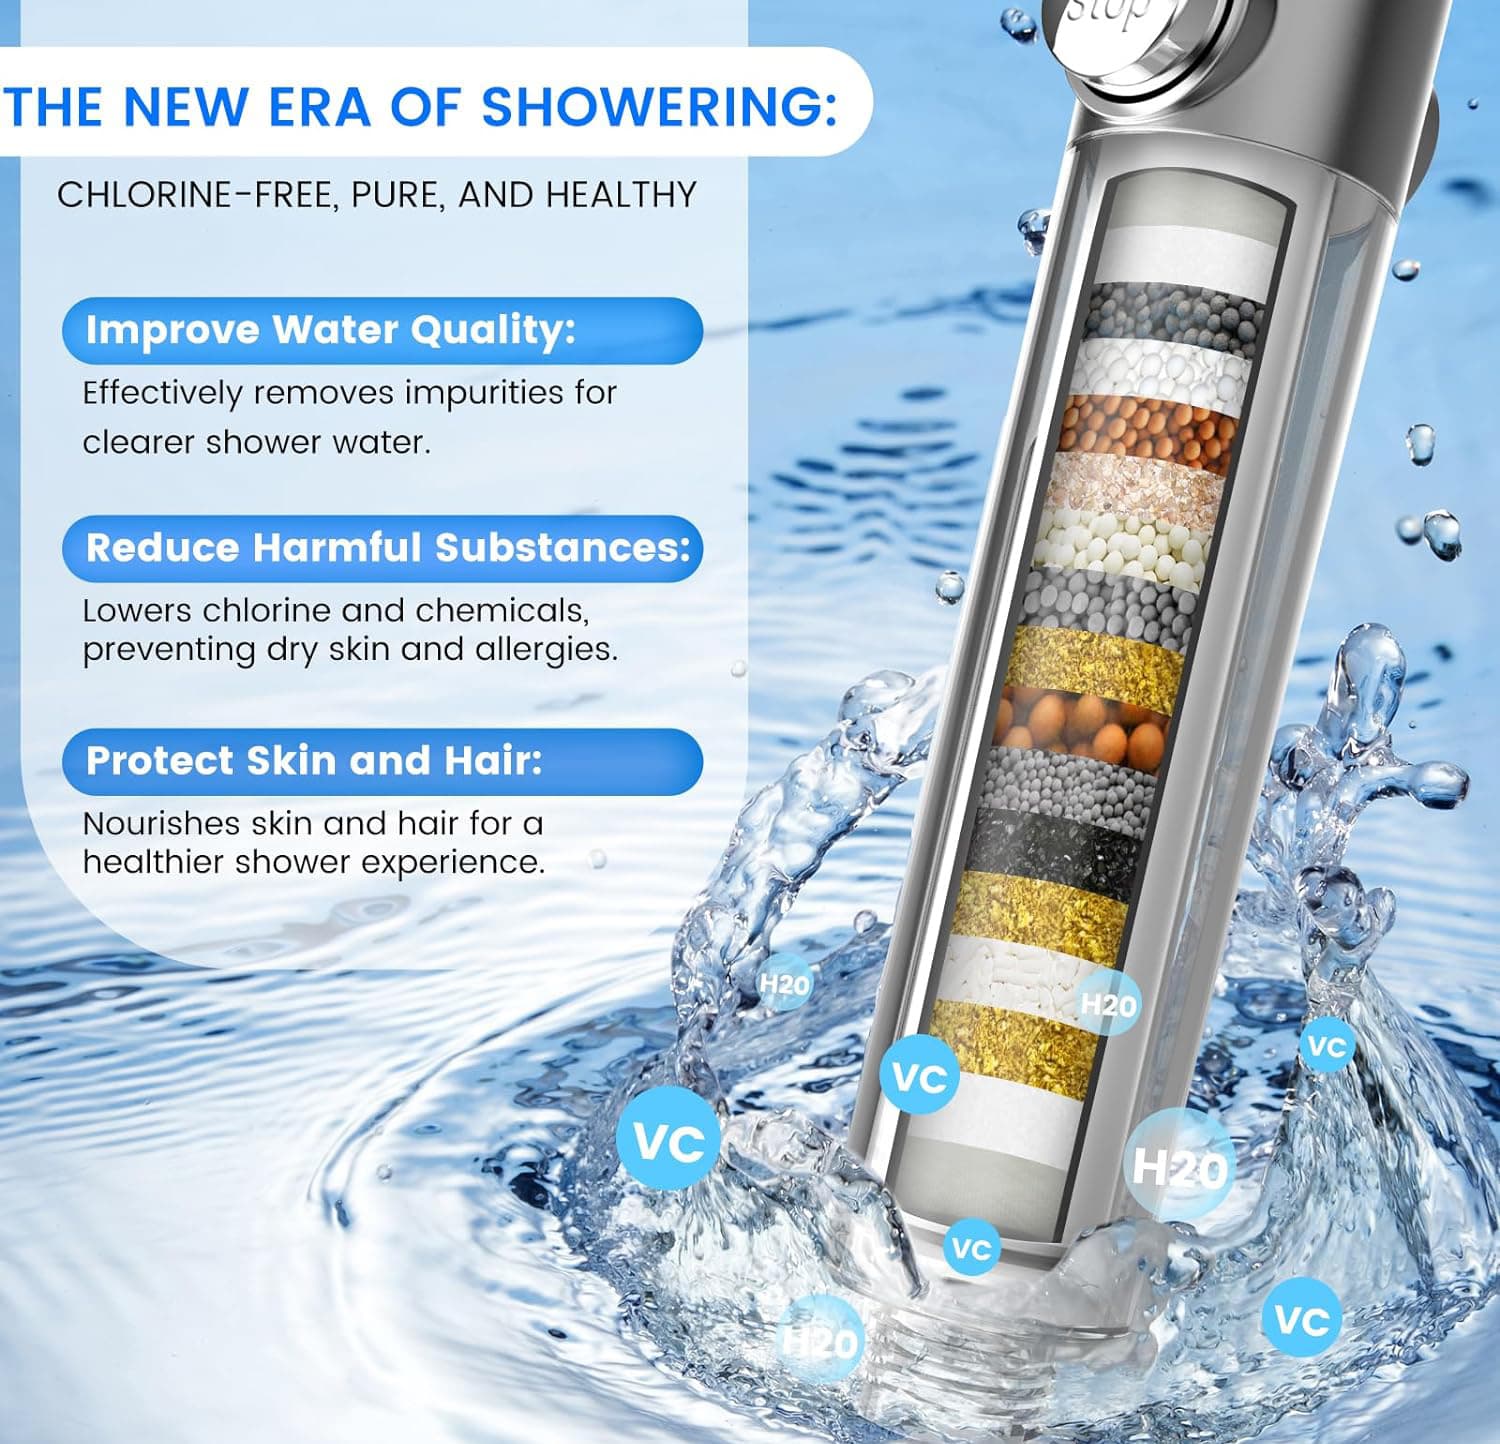 Stop
THE NEW ERA OF SHOWERING:
CHLORINE-FREE, PURE, AND HEALTHY
Improve Water Quality:
Effectively removes impurities for
clearer shower water.
Reduce Harmful Substances:
Lowers chlorine and chemicals,
preventing dry skin and allergies.
Protect Skin and Hair:
Nourishes skin and hair for a
healthier shower experience.
H20
H20
VC
VC
VC
H20
VC
VC
H20